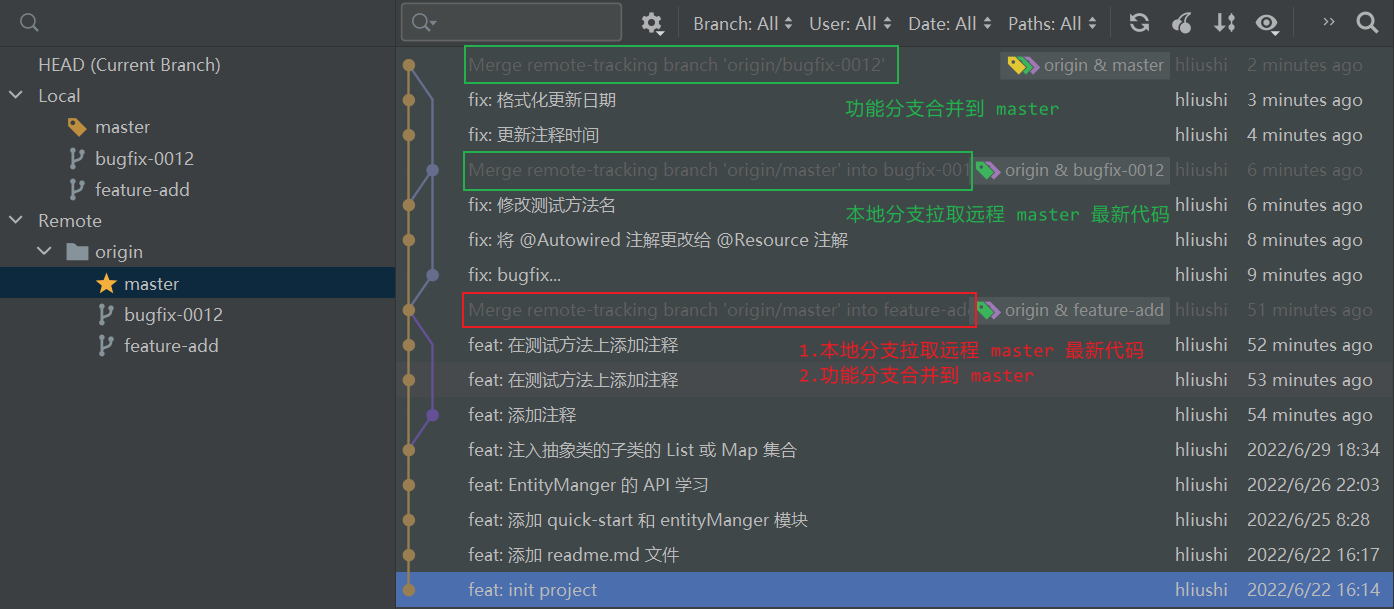 Branch: All User: All Date: All Paths: All
HEAD (Current Branch)
Local
master
bugfix-0012
feature-add
Remote
origin
master
bugfix-0012
feature-add
Merge remote-tracking branch 'origin/bugfix-0012' origin & master hliushi 2 minutes ago
fix: 格式化更新日期 hliushi 3 minutes ago
功能分支合并到 master
fix: 更新注释时间 hliushi 4 minutes ago
Merge remote-tracking branch 'origin/master' into bugfix-001 origin & bugfix-0012 hliushi 6 minutes ago
fix: 修改测试方法名 hliushi 6 minutes ago
本地分支拉取远程 master 最新代码
fix: 将 @Autowired 注解更改给 @Resource 注解 hliushi 8 minutes ago
fix: bugfix... hliushi 9 minutes ago
Merge remote-tracking branch 'origin/master' into feature-add origin & feature-add hliushi 51 minutes ago
feat: 在测试方法上添加注释 hliushi 52 minutes ago
1.本地分支拉取远程 master 最新代码
2.功能分支合并到 master
feat: 在测试方法上添加注释 hliushi 53 minutes ago
feat: 添加注释 hliushi 54 minutes ago
feat: 注入抽象类的子类的 List 或 Map 集合 hliushi 2022/6/29 18:34
feat: EntityManger 的 API 学习 hliushi 2022/6/26 22:03
feat: 添加 quick-start 和 entityManger 模块 hliushi 2022/6/25 8:28
feat: 添加 readme.md 文件 hliushi 2022/6/22 16:17
feat: init project hliushi 2022/6/22 16:14